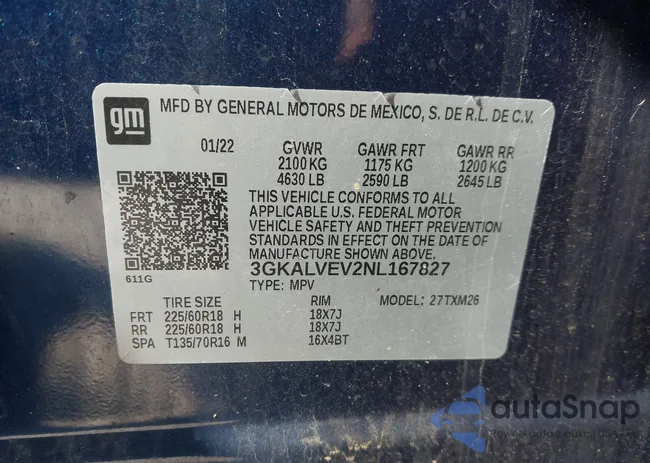 gm
MFD BY GENERAL MOTORS DE MEXICO, S. DE R.L. DE C.V.
01/22 GVWR GAWR FRT GAWR RR
2100 KG 1175 KG 1200 KG
4630 LB 2590 LB 2645 LB
THIS VEHICLE CONFORMS TO ALL
APPLICABLE U.S. FEDERAL MOTOR
VEHICLE SAFETY AND THEFT PREVENTION
STANDARDS IN EFFECT ON THE DATE OF
MANUFACTURE SHOWN ABOVE.
611G
3GKALVEV2NL167827
TYPE: MPV MODEL: 27TXM26
TIRE SIZE RIM
FRT 225/60R18 H 18X7J
RR 225/60R18 H 18X7J
SPA T135/70R16 M 16X4BT
autoSnap